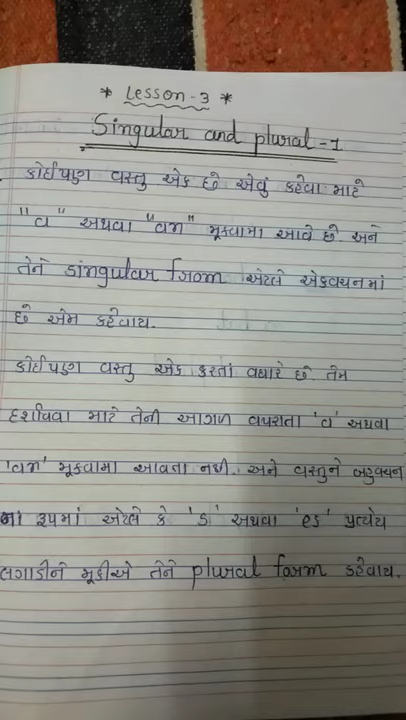 * Lesson - 3 *
Singular and plural - 1
કોઈપણ વસ્તુ એક છે એવું કહેવા માટે
"a" અથવા "an" મૂકવામા આવે છે. અને
તેને singular from એટલે એકવચનમાં
છે એમ કહેવાય.
કોઈપણ વસ્તુ એક કરતાં વધારે છે. તેમ
દર્શાવવા માટે તેની આગળ વપરાતા 'a' અથવા
'an' મૂકવામા આવતા નથી. અને વસ્તુને બહુવચન
નાં રૂપમાં એટલે કે 's' અથવા 'es' પ્રત્યેય
લગાડીને મૂકીએ તેને plural form કહેવાય.